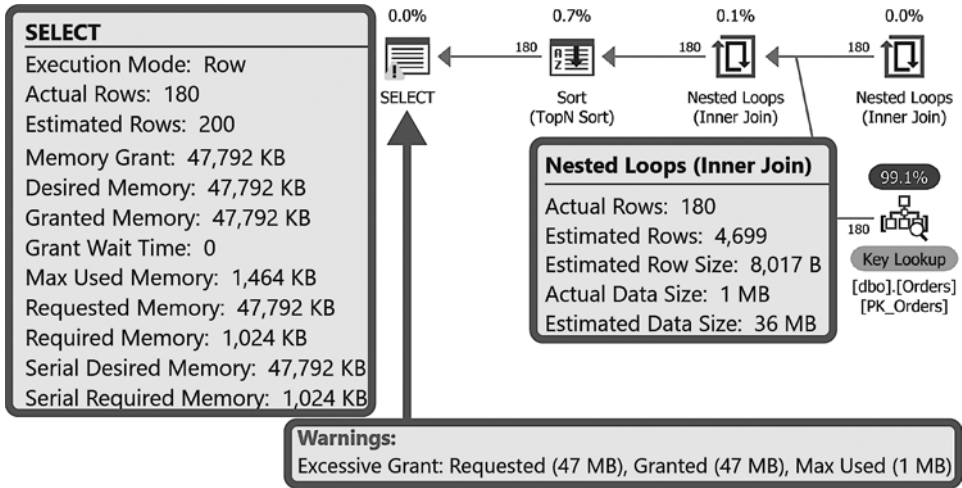 SELECT
Execution Mode: Row
Actual Rows: 180
Estimated Rows: 200
Memory Grant: 47,792 KB
Desired Memory: 47,792 KB
Granted Memory: 47,792 KB
Grant Wait Time: 0
Max Used Memory: 1,464 KB
Requested Memory: 47,792 KB
Required Memory: 1,024 KB
Serial Desired Memory: 47,792 KB
Serial Required Memory: 1,024 KB
0.0%
0.7%
0.1%
0.0%
180
180
180
A
Z
!
SELECT
Sort
(TopN Sort)
Nested Loops
(Inner Join)
Nested Loops
(Inner Join)
Nested Loops (Inner Join)
Actual Rows: 180
Estimated Rows: 4,699
Estimated Row Size: 8,017 B
Actual Data Size: 1 MB
Estimated Data Size: 36 MB
99.1%
180
Key Lookup
[dbo].[Orders]
[PK_Orders]
Warnings:
Excessive Grant: Requested (47 MB), Granted (47 MB), Max Used (1 MB)